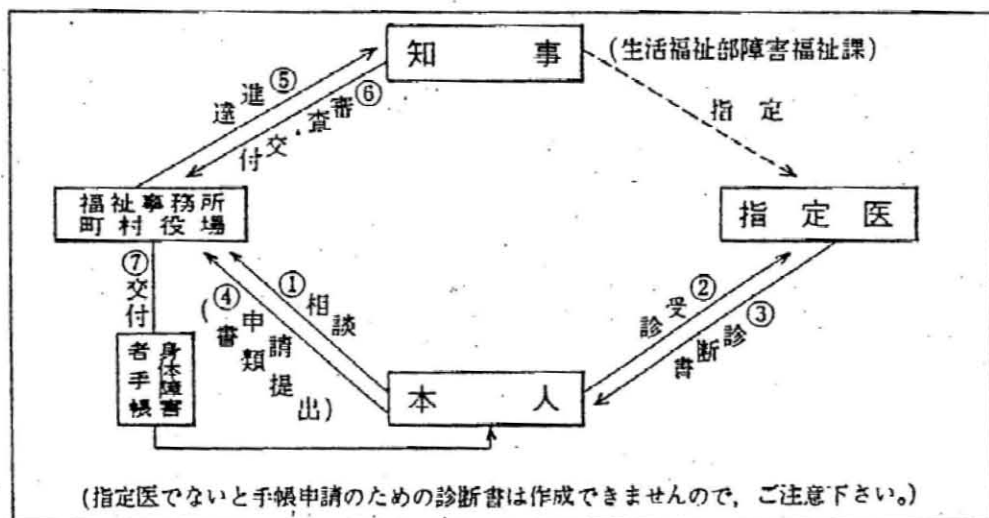 知事
(生活福祉部障害福祉課)
指定
⑤進達
⑥審査・交付
福祉事務所
町村役場
指定医
⑦交付
①相談
④申請
(書類提出)
②受診
③診断書
身体障害
者手帳
本人
(指定医でないと手帳申請のための診断書は作成できませんので，ご注意下さい。)